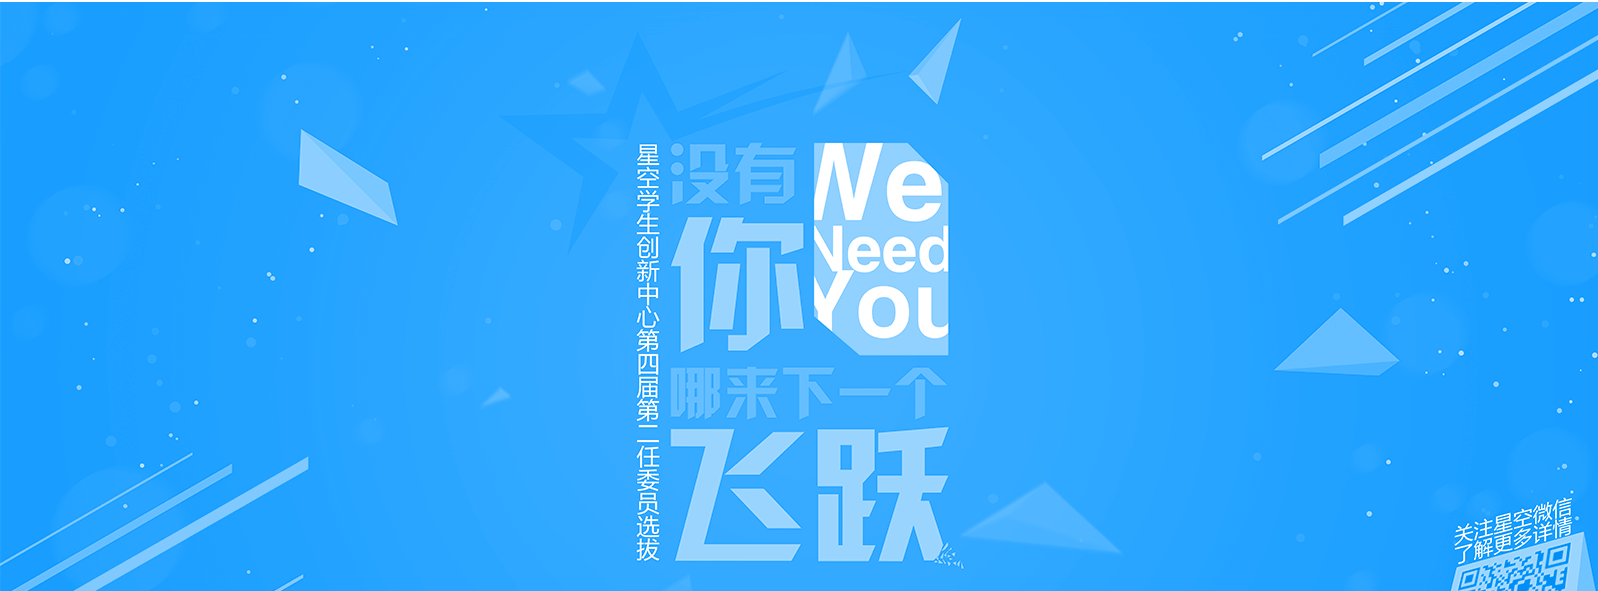 星空学生创新中心第四届第二任委员选拔
没有
你
We
Need
You
哪来下一个
飞跃
关注星空微信
了解更多详情